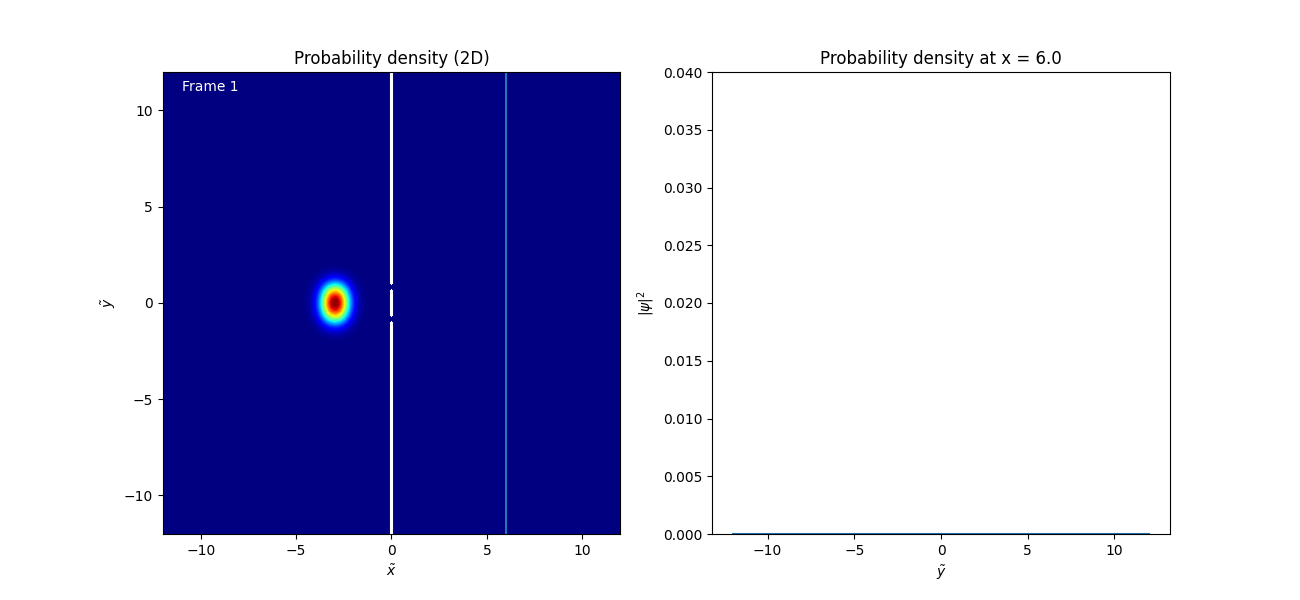 Probability density (2D)
Frame 1
10
5
0
−5
−10
−10 −5 0 5 10
x̃
ỹ
Probability density at x = 6.0
0.040
0.035
0.030
0.025
0.020
0.015
0.010
0.005
0.000
−10 −5 0 5 10
ỹ
|ψ|²